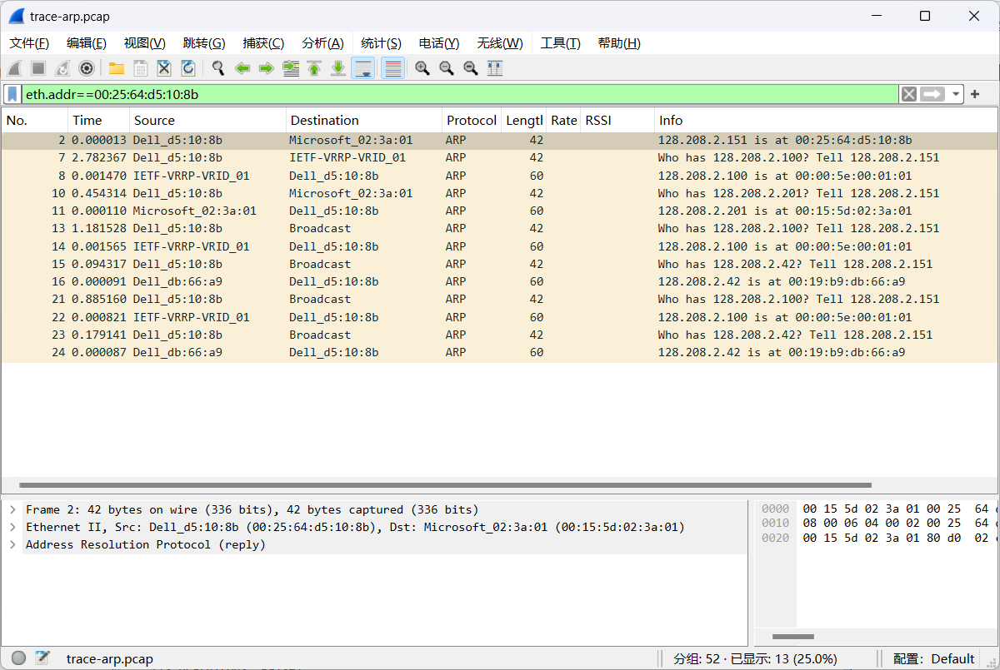 trace-arp.pcap
文件(F) 编辑(E) 视图(V) 跳转(G) 捕获(C) 分析(A) 统计(S) 电话(Y) 无线(W) 工具(T) 帮助(H)
eth.addr==00:25:64:d5:10:8b
No. Time Source Destination Protocol Lengtl Rate RSSI Info
2 0.000013 Dell_d5:10:8b Microsoft_02:3a:01 ARP 42 128.208.2.151 is at 00:25:64:d5:10:8b
7 2.782367 Dell_d5:10:8b IETF-VRRP-VRID_01 ARP 42 Who has 128.208.2.100? Tell 128.208.2.151
8 0.001470 IETF-VRRP-VRID_01 Dell_d5:10:8b ARP 60 128.208.2.100 is at 00:00:5e:00:01:01
10 0.454314 Dell_d5:10:8b Microsoft_02:3a:01 ARP 42 Who has 128.208.2.201? Tell 128.208.2.151
11 0.000110 Microsoft_02:3a:01 Dell_d5:10:8b ARP 60 128.208.2.201 is at 00:15:5d:02:3a:01
13 1.181528 Dell_d5:10:8b Broadcast ARP 42 Who has 128.208.2.100? Tell 128.208.2.151
14 0.001565 IETF-VRRP-VRID_01 Dell_d5:10:8b ARP 60 128.208.2.100 is at 00:00:5e:00:01:01
15 0.094317 Dell_d5:10:8b Broadcast ARP 42 Who has 128.208.2.42? Tell 128.208.2.151
16 0.000091 Dell_db:66:a9 Dell_d5:10:8b ARP 60 128.208.2.42 is at 00:19:b9:db:66:a9
21 0.885160 Dell_d5:10:8b Broadcast ARP 42 Who has 128.208.2.100? Tell 128.208.2.151
22 0.000821 IETF-VRRP-VRID_01 Dell_d5:10:8b ARP 60 128.208.2.100 is at 00:00:5e:00:01:01
23 0.179141 Dell_d5:10:8b Broadcast ARP 42 Who has 128.208.2.42? Tell 128.208.2.151
24 0.000087 Dell_db:66:a9 Dell_d5:10:8b ARP 60 128.208.2.42 is at 00:19:b9:db:66:a9
Frame 2: 42 bytes on wire (336 bits), 42 bytes captured (336 bits)
Ethernet II, Src: Dell_d5:10:8b (00:25:64:d5:10:8b), Dst: Microsoft_02:3a:01 (00:15:5d:02:3a:01)
Address Resolution Protocol (reply)
0000 00 15 5d 02 3a 01 00 25 64
0010 08 00 06 04 00 02 00 25 64
0020 00 15 5d 02 3a 01 80 d0 02
trace-arp.pcap 分组: 52 · 已显示: 13 (25.0%) 配置: Default